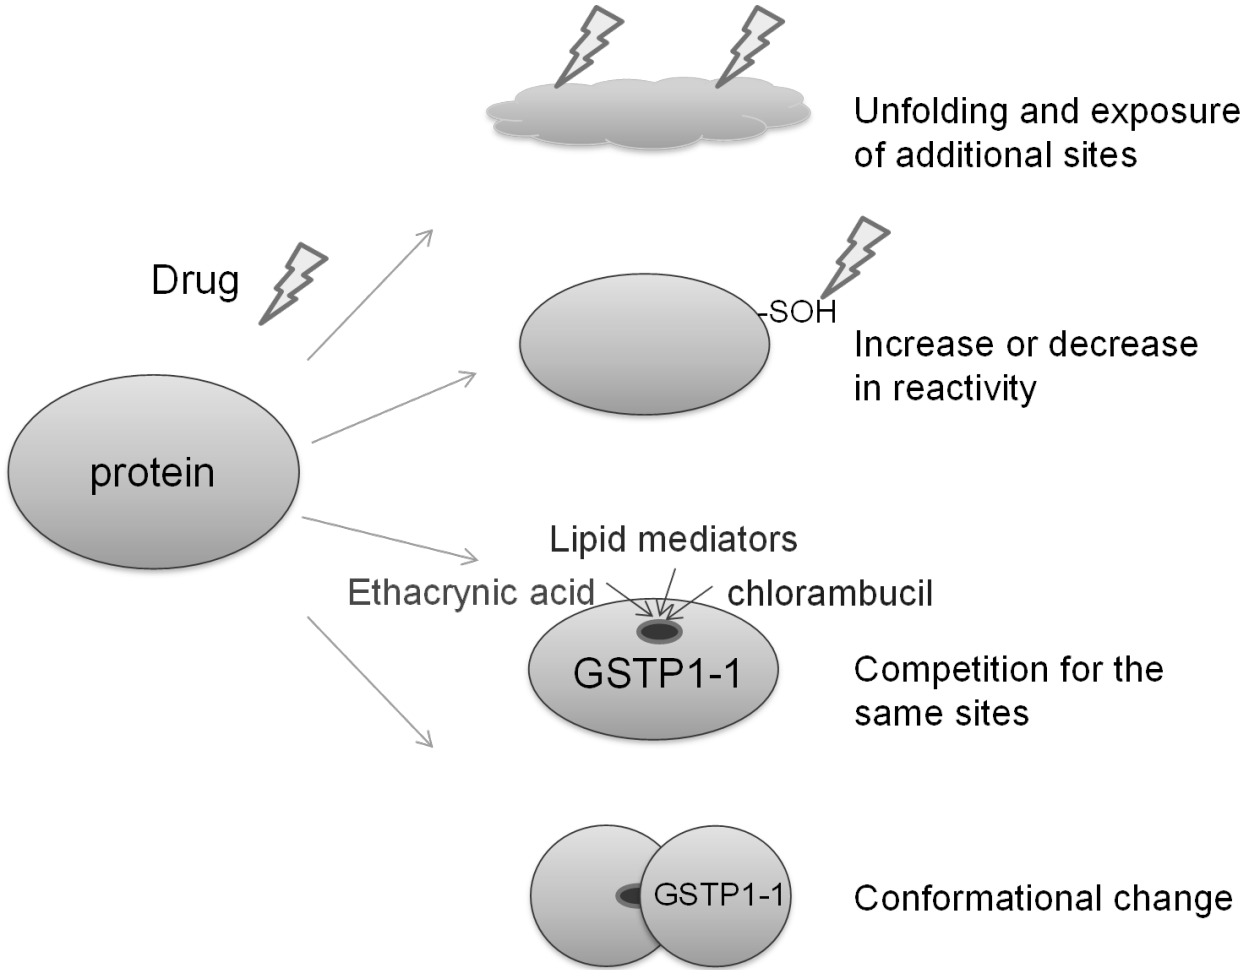 Unfolding and exposure
of additional sites
Drug
-SOH
Increase or decrease
in reactivity
protein
Lipid mediators
Ethacrynic acid
chlorambucil
GSTP1-1
Competition for the
same sites
GSTP1-1
Conformational change